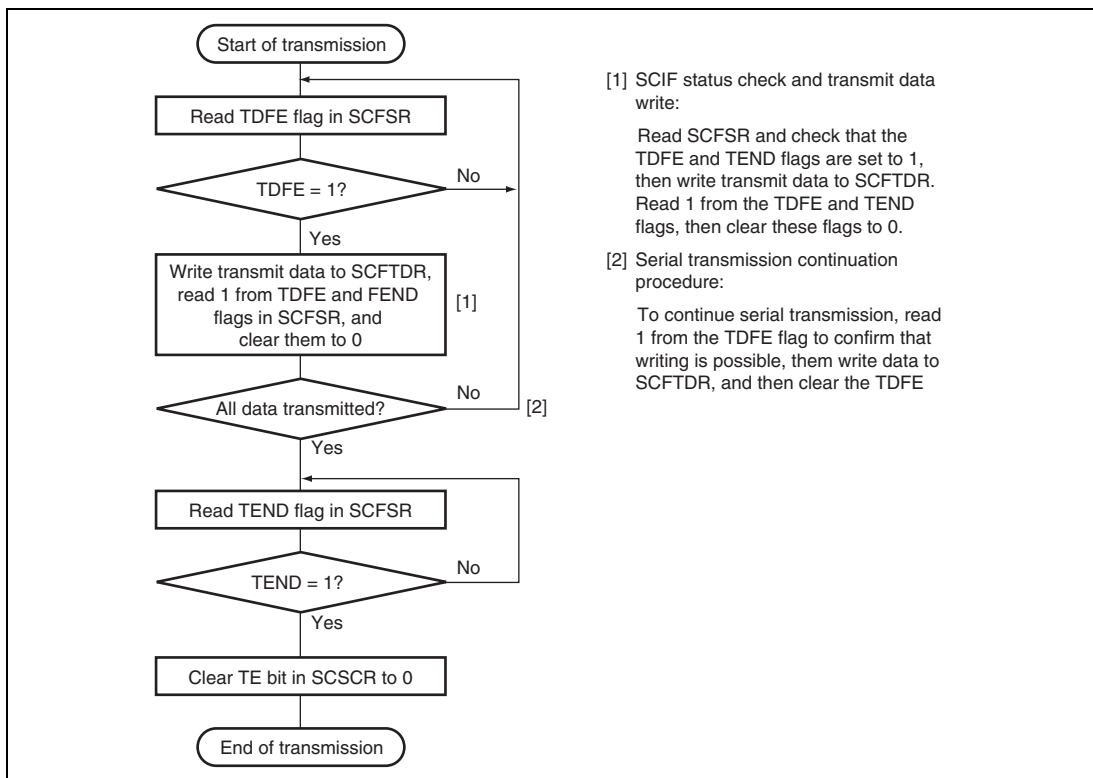 Start of transmission
Read TDFE flag in SCFSR
TDFE = 1?
No
Yes
Write transmit data to SCFTDR,
read 1 from TDFE and FEND
flags in SCFSR, and
clear them to 0
[1]
All data transmitted?
No
[2]
Yes
Read TEND flag in SCFSR
TEND = 1?
No
Yes
Clear TE bit in SCSCR to 0
End of transmission
[1] SCIF status check and transmit data
write:
Read SCFSR and check that the
TDFE and TEND flags are set to 1,
then write transmit data to SCFTDR.
Read 1 from the TDFE and TEND
flags, then clear these flags to 0.
[2] Serial transmission continuation
procedure:
To continue serial transmission, read
1 from the TDFE flag to confirm that
writing is possible, them write data to
SCFTDR, and then clear the TDFE